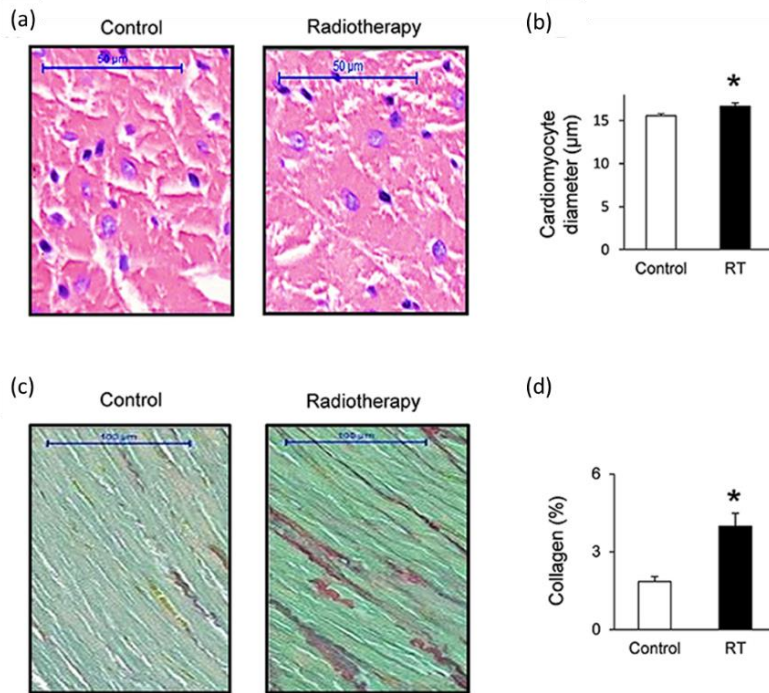 (a)
Control
Radiotherapy
50 µm
50 µm
(b)
*
Cardiomyocyte
diameter (µm)
15
10
5
0
Control
RT
(c)
Control
Radiotherapy
100 µm
100 µm
(d)
*
Collagen (%)
6
3
0
Control
RT